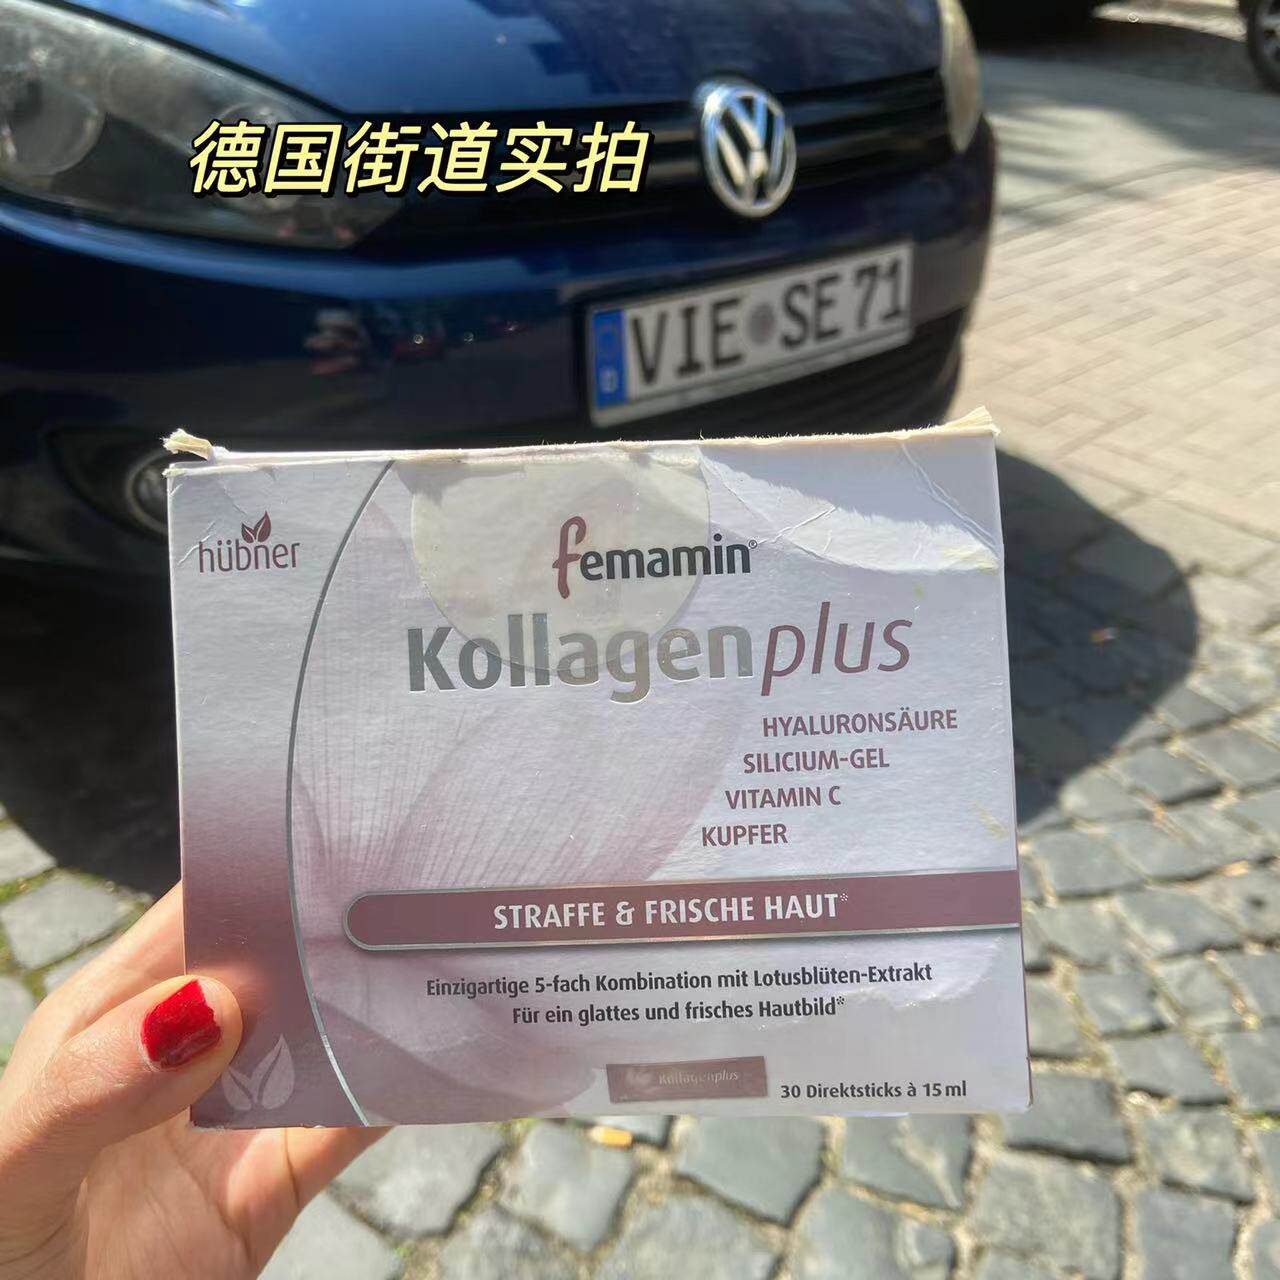 德国街道实拍
VIE SE 71
hübner
femamin®
Kollagenplus
HYALURONSÄURE
SILICIUM-GEL
VITAMIN C
KUPFER
STRAFFE & FRISCHE HAUT*
Einzigartige 5-fach Kombination mit Lotusblüten-Extrakt
Für ein glattes und frisches Hautbild*
Kollagenplus
30 Direktsticks à 15 ml